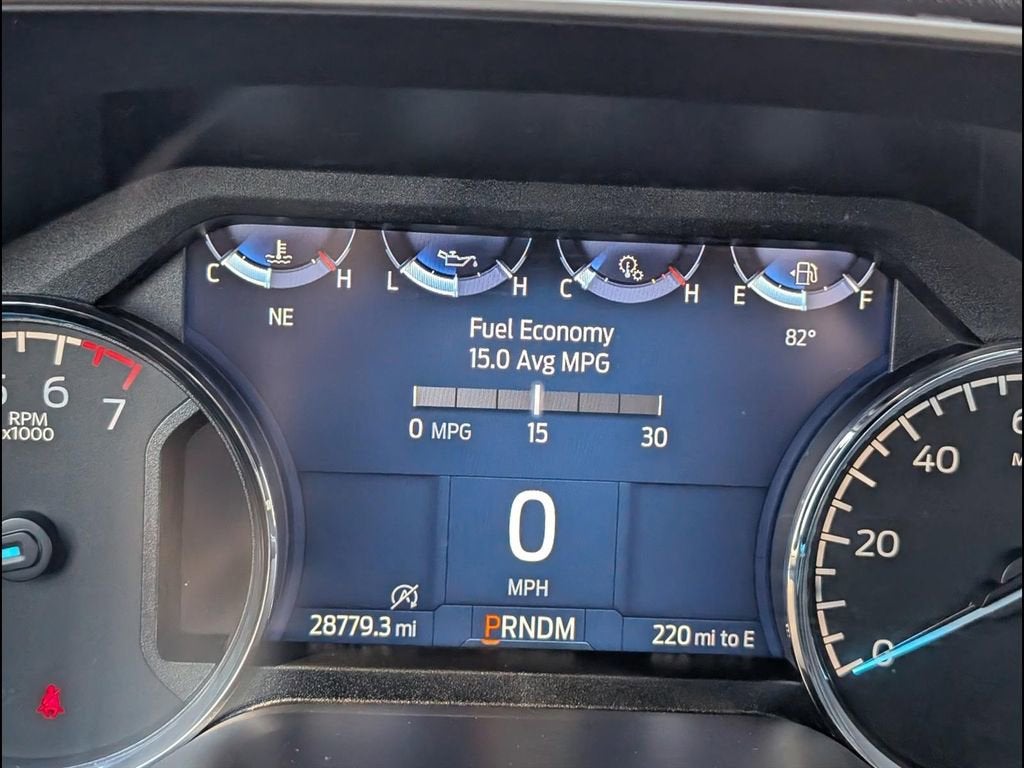 C H L H C H E F
NE
82°
Fuel Economy
15.0 Avg MPG
0 MPG 15 30
6 7
RPM
x1000
40
20
0
0
MPH
28779.3 mi
PRNDM
220 mi to E